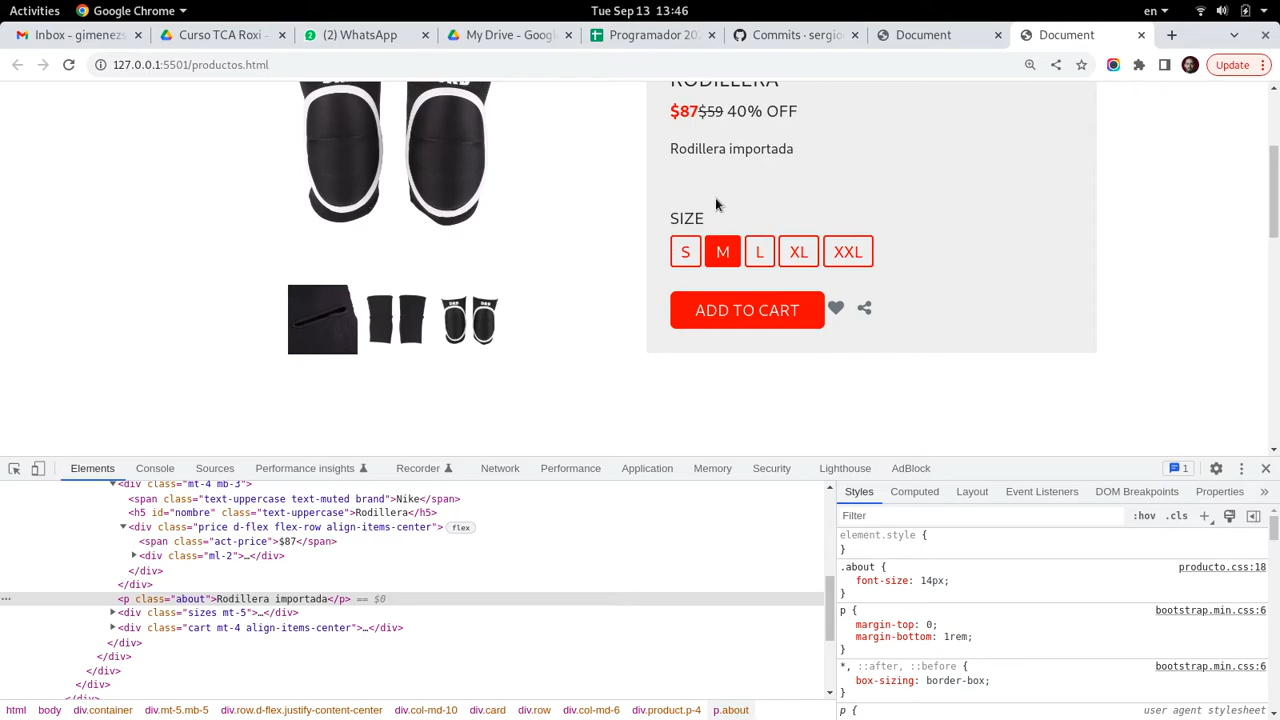 Activities Google Chrome Tue Sep 13 13:46 en
Inbox - gimenezs Curso TCA Roxi - (2) WhatsApp My Drive - Goog Programador 202 Commits · sergio Document Document
127.0.0.1:5501/productos.html Update
RODILLERA
$87$59 40% OFF
Rodillera importada
SIZE
S M L XL XXL
ADD TO CART
Elements Console Sources Performance insights Recorder Network Performance Application Memory Security Lighthouse AdBlock 1
<div class="mt-4 mb-3">
<span class="text-uppercase text-muted brand">Nike</span>
<h5 id="nombre" class="text-uppercase">Rodillera</h5>
<div class="price d-flex flex-row align-items-center"> flex
<span class="act-price">$87</span>
<div class="ml-2">…</div>
</div>
</div>
<p class="about">Rodillera importada</p> == $0
<div class="sizes mt-5">…</div>
<div class="cart mt-4 align-items-center">…</div>
</div>
</div>
</div>
</div>
</div>
html body div.container div.mt-5.mb-5 div.row.d-flex.justify-content-center div.col-md-10 div.card div.row div.col-md-6 div.product.p-4 p.about
Styles Computed Layout Event Listeners DOM Breakpoints Properties
Filter :hov .cls
element.style {
}
.about { producto.css:18
font-size: 14px;
}
p { bootstrap.min.css:6
margin-top: 0;
margin-bottom: 1rem;
}
*, ::after, ::before { bootstrap.min.css:6
box-sizing: border-box;
}
p { user agent stylesheet